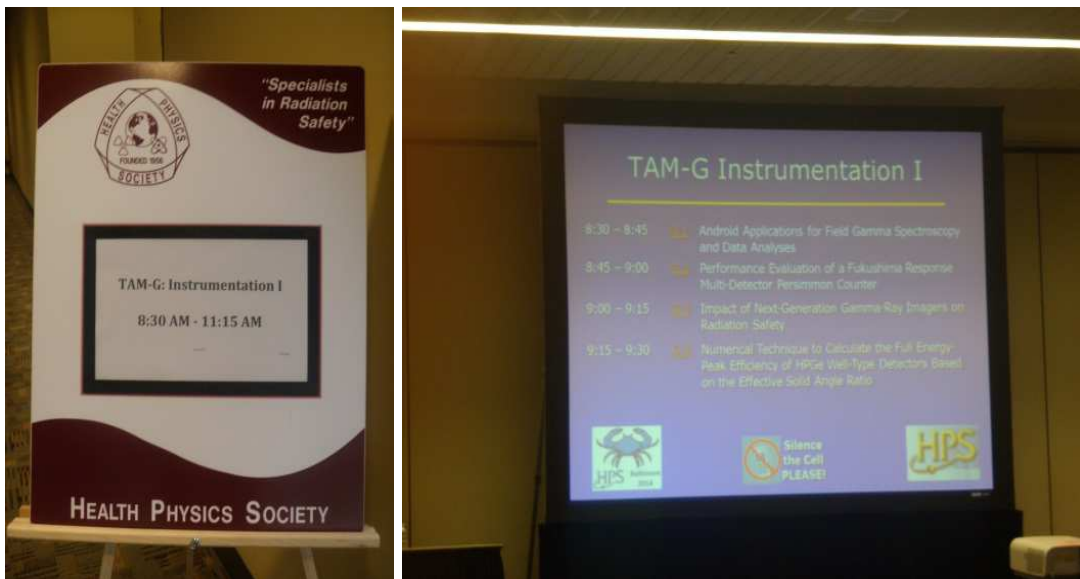 "Specialists
in Radiation
Safety"
HEALTH PHYSICS
FOUNDED 1956
SOCIETY
TAM-G: Instrumentation I
8:30 AM - 11:15 AM
HEALTH PHYSICS SOCIETY
TAM-G Instrumentation I
8:30 – 8:45 Android Applications for Field Gamma Spectroscopy
and Data Analyses
8:45 – 9:00 Performance Evaluation of a Fukushima Response
Multi-Detector Persimmon Counter
9:00 – 9:15 Impact of Next-Generation Gamma-Ray Imagers on
Radiation Safety
9:15 – 9:30 Numerical Technique to Calculate the Full Energy-
Peak Efficiency of HPGe Well-Type Detectors Based
on the Effective Solid Angle Ratio
HPS Baltimore
2014
Silence
the Cell
PLEASE!
HPS